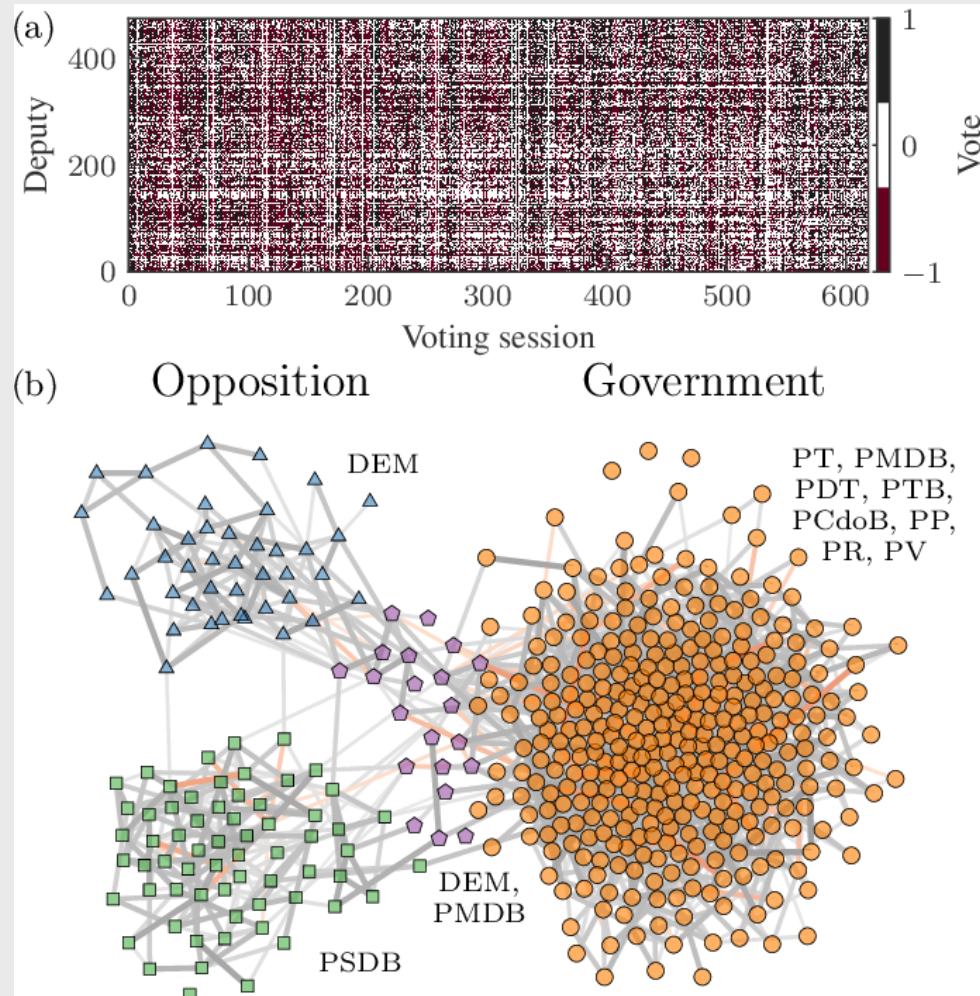 (a)
400
200
0
Deputy
0 100 200 300 400 500 600
Voting session
1
0
−1
Vote
(b)
Opposition Government
DEM
PT, PMDB,
PDT, PTB,
PCdoB, PP,
PR, PV
DEM,
PMDB
PSDB